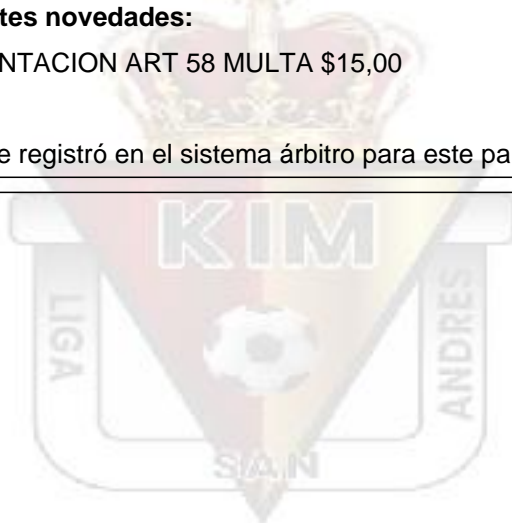 tes novedades:
NTACION ART 58 MULTA $15,00
e registró en el sistema árbitro para este pa
KIM
LIGA
ANDRES
SAN